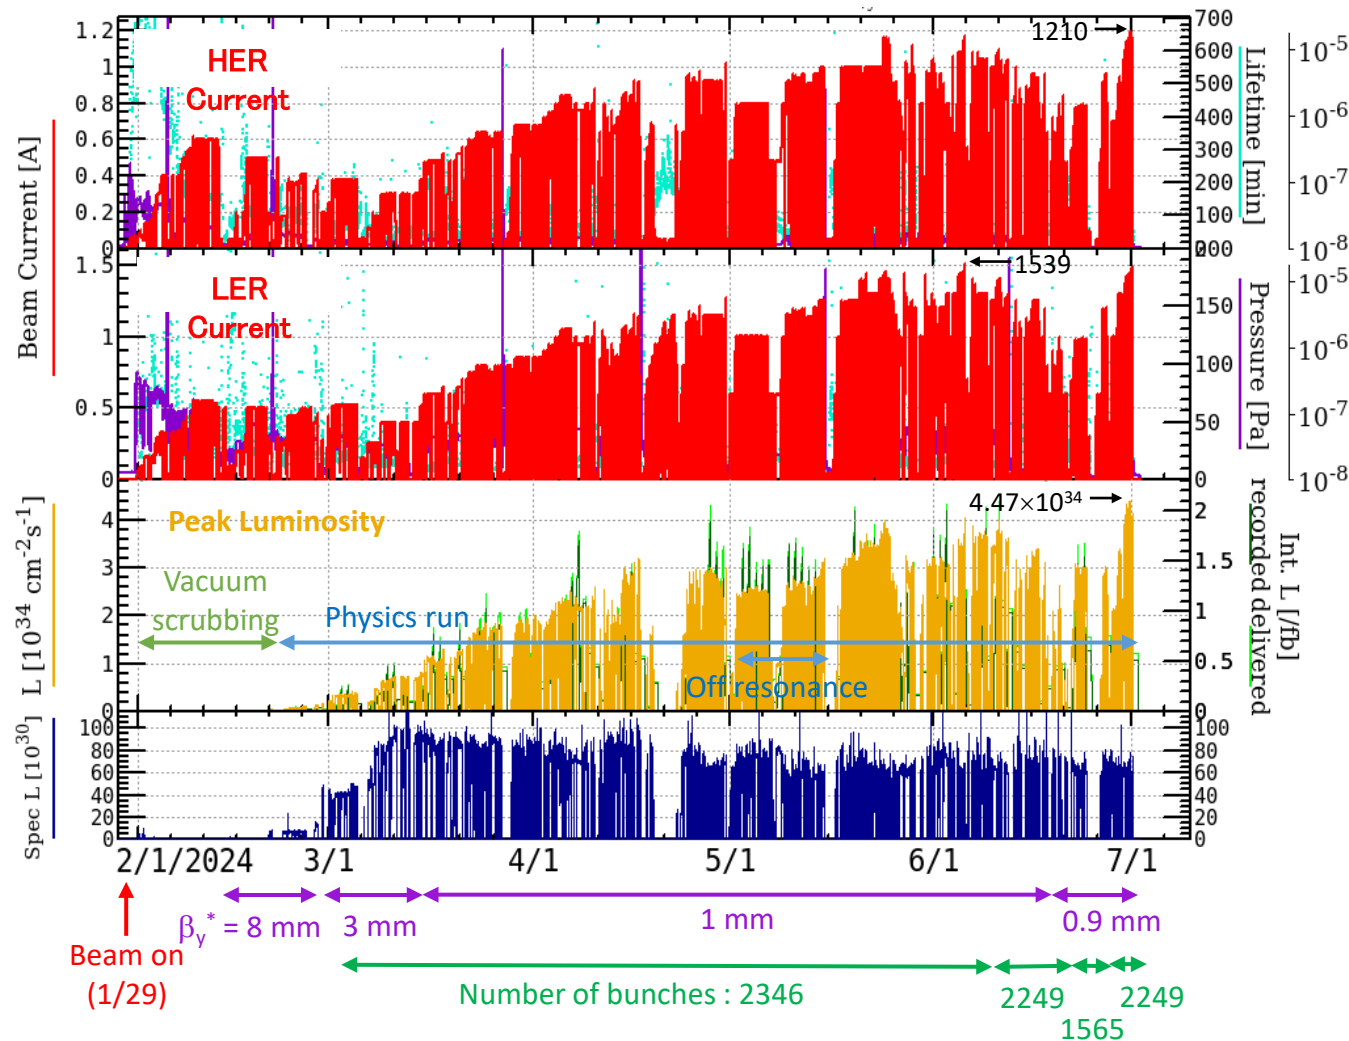 1.2
1
0.8
0.6
0.4
0.2
0
HER
Current
1210
700
600
500
400
300
200
100
Lifetime [min]
10-5
10-6
10-7
10-8
Beam Current [A]
1.5
1
0.5
0
LER
Current
1539
200
150
100
50
0
Pressure [Pa]
10-5
10-6
10-7
10-8
L [10³⁴ cm⁻²s⁻¹]
4
3
2
1
0
Peak Luminosity
4.47×10³⁴
Vacuum
scrubbing
Physics run
Off resonance
2
1.5
1
0.5
0
Int. L [/fb]
recorded delivered
Spec L [10³⁰]
100
80
60
40
20
0
100
80
60
40
20
0
2/1/2024 3/1 4/1 5/1 6/1 7/1
βy* = 8 mm 3 mm 1 mm 0.9 mm
Beam on
(1/29)
Number of bunches : 2346 2249 2249
1565